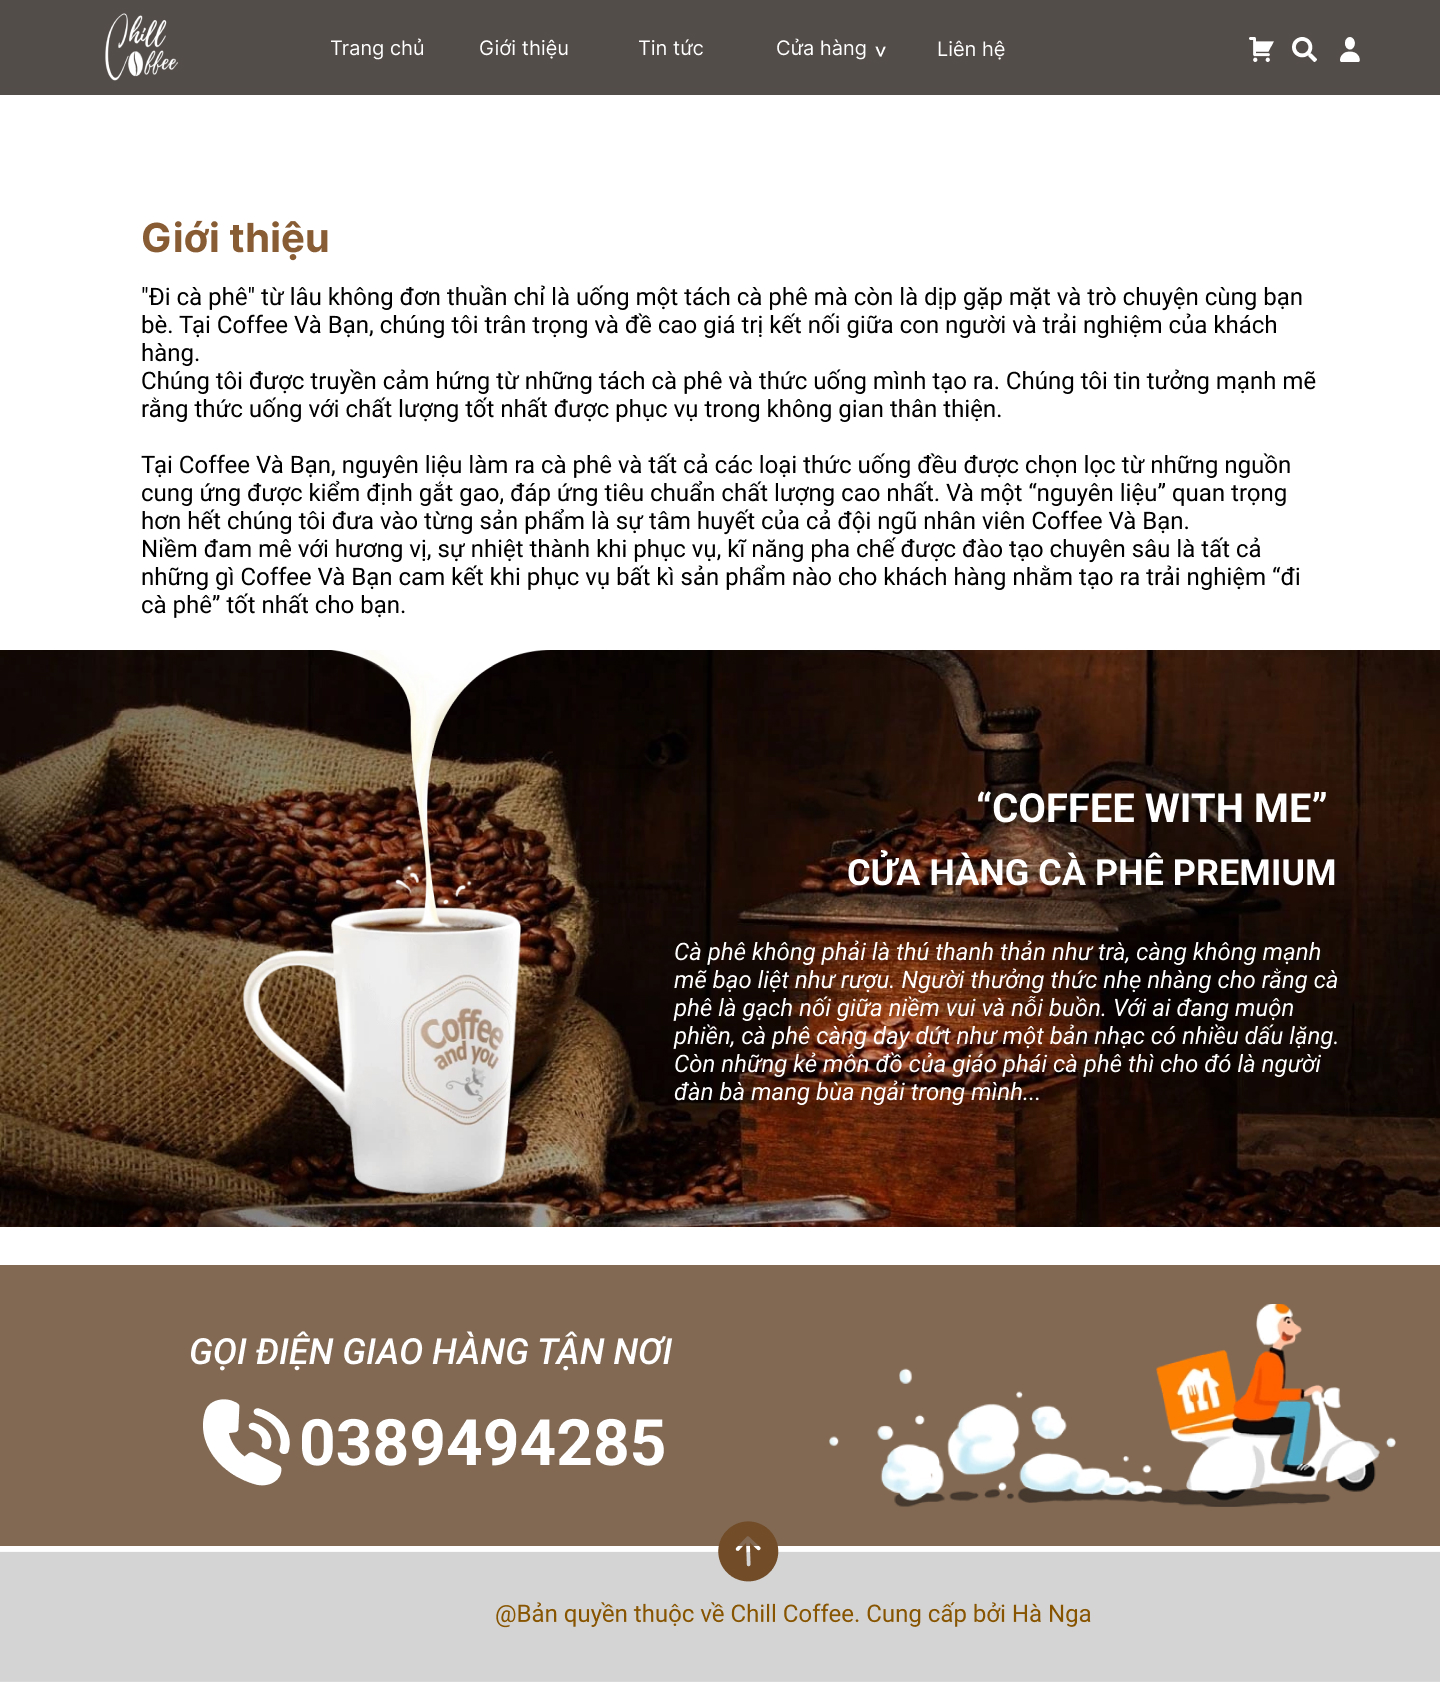 Chill
Coffee
Trang chủ
Giới thiệu
Tin tức
Cửa hàng v
Liên hệ
Giới thiệu
"Đi cà phê" từ lâu không đơn thuần chỉ là uống một tách cà phê mà còn là dịp gặp mặt và trò chuyện cùng bạn
bè. Tại Coffee Và Bạn, chúng tôi trân trọng và đề cao giá trị kết nối giữa con người và trải nghiệm của khách
hàng.
Chúng tôi được truyền cảm hứng từ những tách cà phê và thức uống mình tạo ra. Chúng tôi tin tưởng mạnh mẽ
rằng thức uống với chất lượng tốt nhất được phục vụ trong không gian thân thiện.
Tại Coffee Và Bạn, nguyên liệu làm ra cà phê và tất cả các loại thức uống đều được chọn lọc từ những nguồn
cung ứng được kiểm định gắt gao, đáp ứng tiêu chuẩn chất lượng cao nhất. Và một “nguyên liệu” quan trọng
hơn hết chúng tôi đưa vào từng sản phẩm là sự tâm huyết của cả đội ngũ nhân viên Coffee Và Bạn.
Niềm đam mê với hương vị, sự nhiệt thành khi phục vụ, kĩ năng pha chế được đào tạo chuyên sâu là tất cả
những gì Coffee Và Bạn cam kết khi phục vụ bất kì sản phẩm nào cho khách hàng nhằm tạo ra trải nghiệm “đi
cà phê” tốt nhất cho bạn.
“COFFEE WITH ME”
CỬA HÀNG CÀ PHÊ PREMIUM
Cà phê không phải là thú thanh thản như trà, càng không mạnh
mẽ bạo liệt như rượu. Người thưởng thức nhẹ nhàng cho rằng cà
phê là gạch nối giữa niềm vui và nỗi buồn. Với ai đang muộn
phiền, cà phê càng day dứt như một bản nhạc có nhiều dấu lặng.
Còn những kẻ môn đồ của giáo phái cà phê thì cho đó là người
đàn bà mang bùa ngải trong mình...
Coffee
and you
GỌI ĐIỆN GIAO HÀNG TẬN NƠI
0389494285
@Bản quyền thuộc về Chill Coffee. Cung cấp bởi Hà Nga